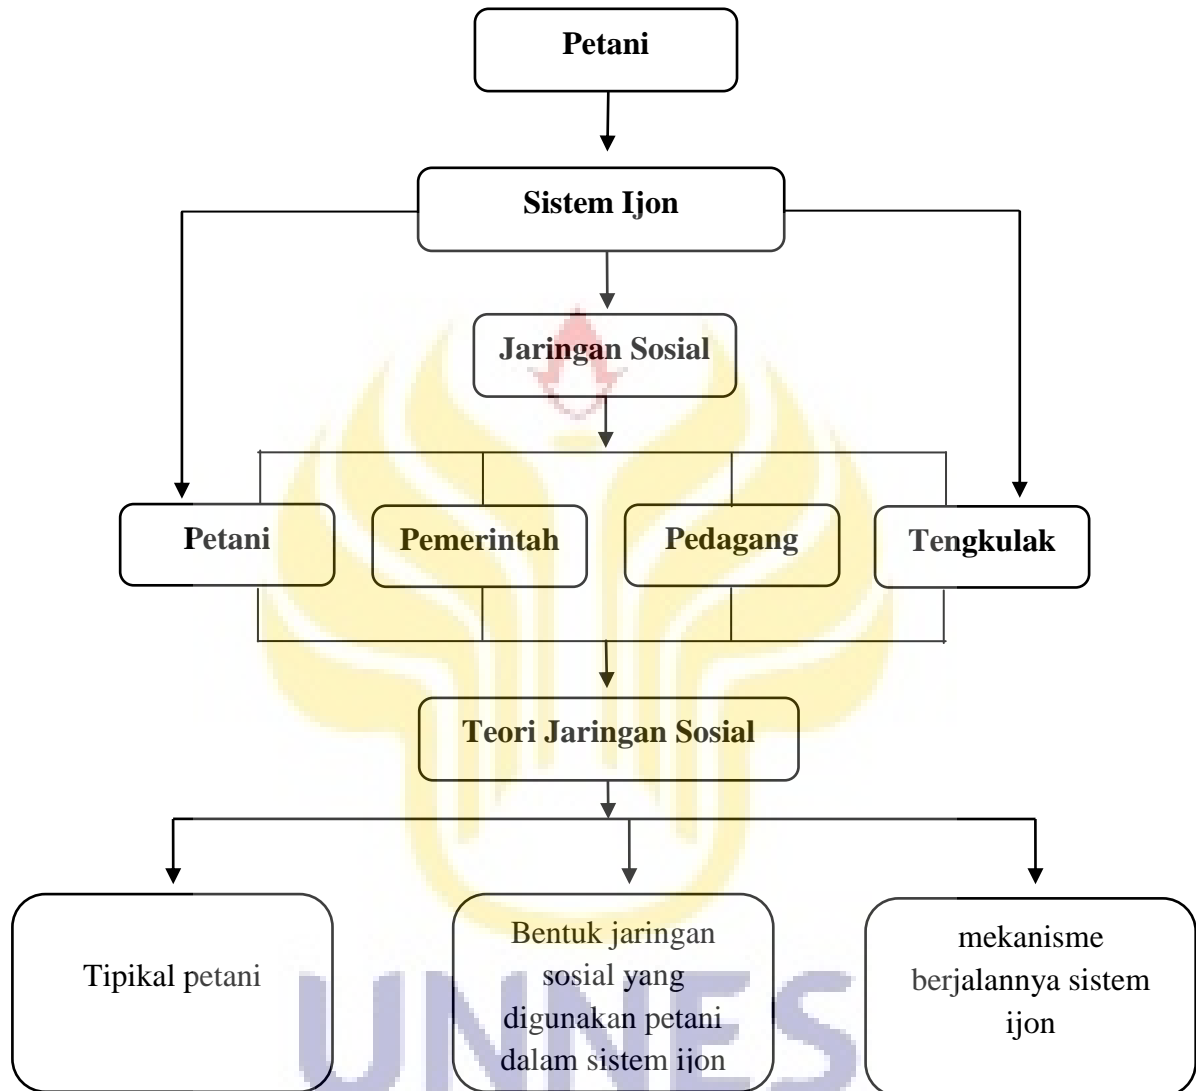 Petani
Sistem Ijon
Jaringan Sosial
Petani
Pemerintah
Pedagang
Tengkulak
Teori Jaringan Sosial
Tipikal petani
Bentuk jaringan
sosial yang
digunakan petani
dalam sistem ijon
mekanisme
berjalannya sistem
ijon
UNNES